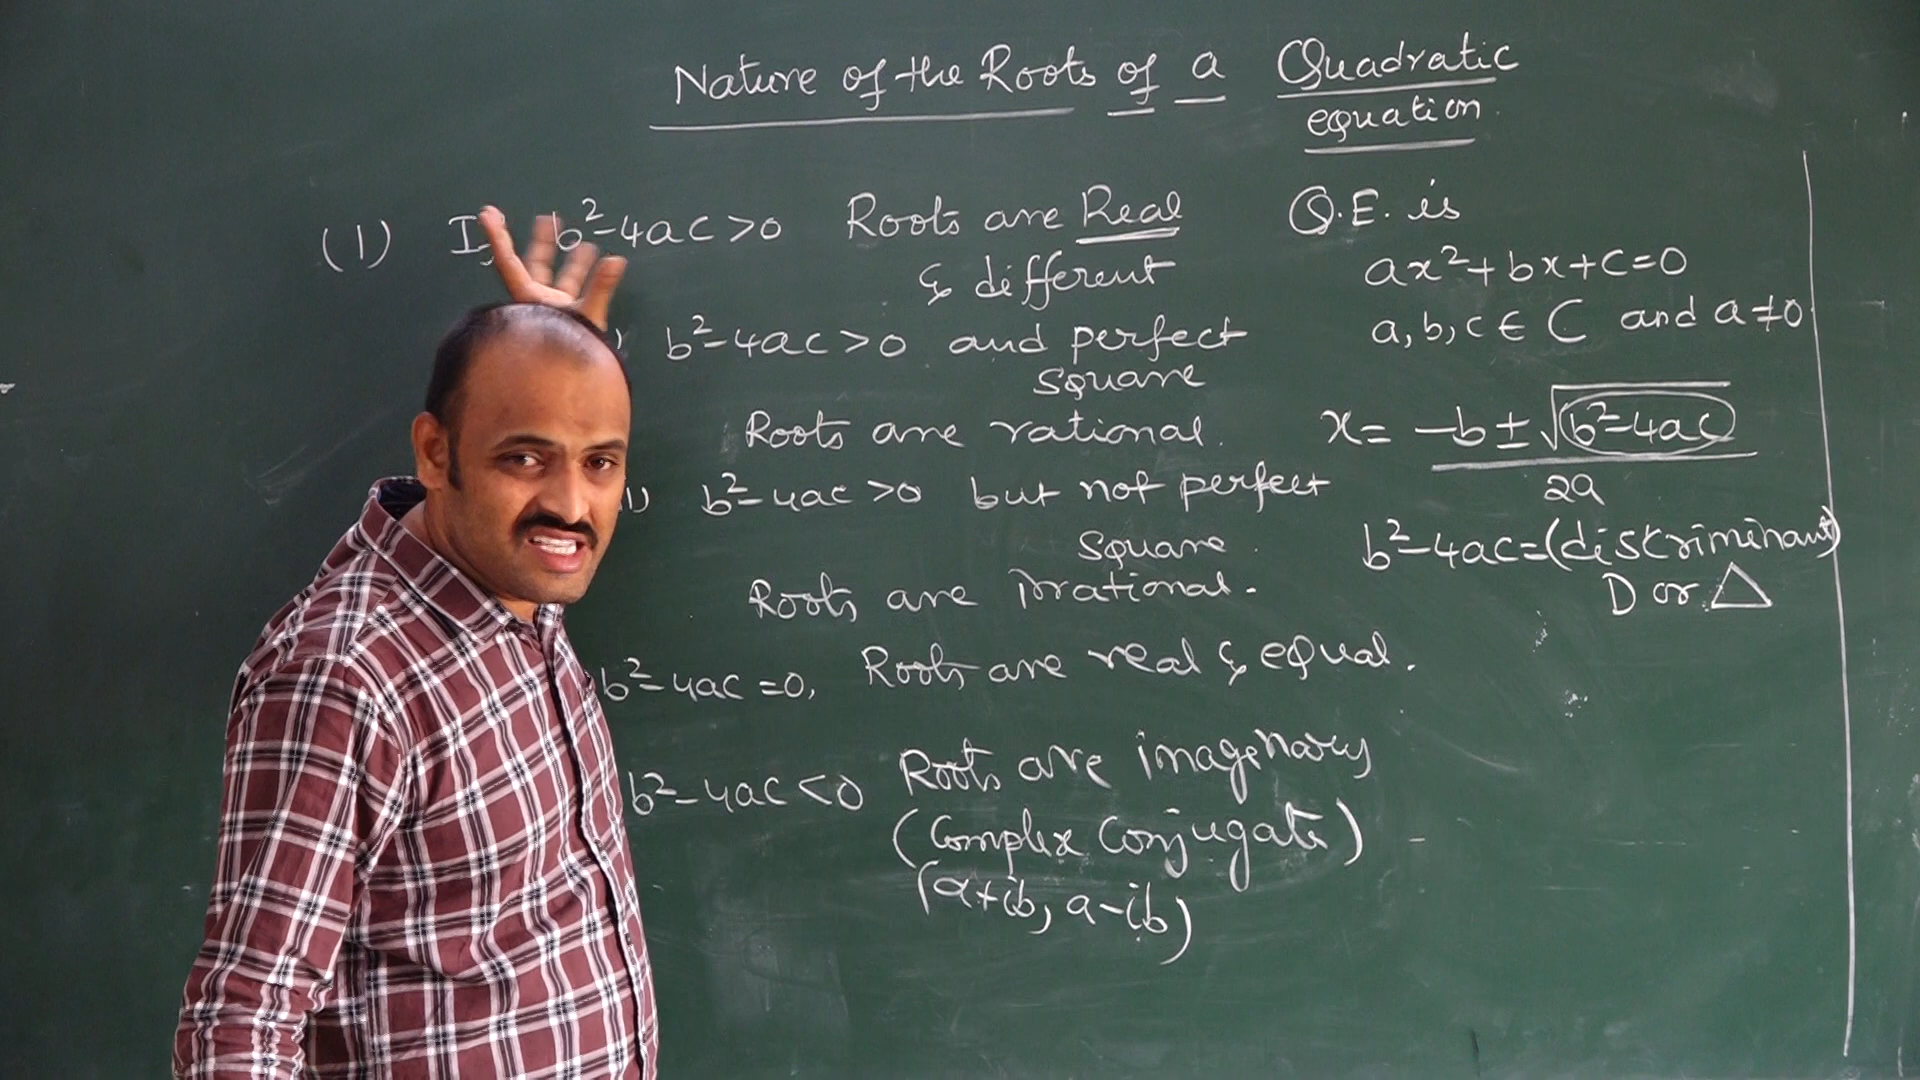 Nature of the Roots of a Quadratic
equation
(1) If b²-4ac>0 Roots are Real
& different
) b²-4ac>0 and perfect
square
Roots are rational.
1) b²-4ac>0 but not perfect
square.
Roots are irrational.
b²-4ac=0, Roots are real & equal.
b²-4ac<0 Roots are imagenary
(Complex Conjugate)
(a+ib, a-ib)
Q.E. is
ax²+bx+c=0
a, b, c ∈ C and a≠0
x= -b±√(b²-4ac)
2a
b²-4ac=(discriminant)
D or △